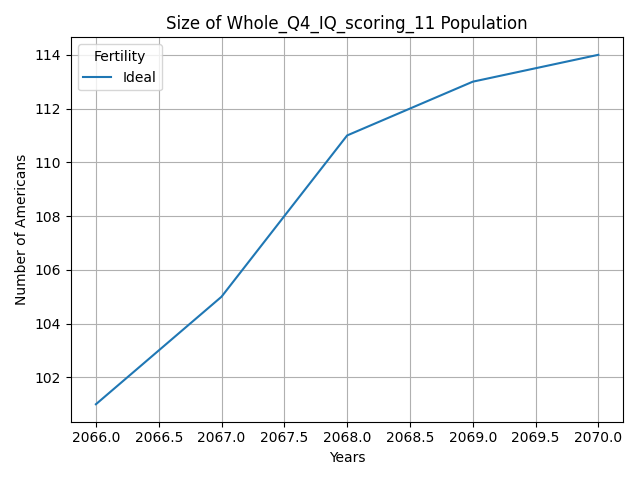 Size of Whole_Q4_IQ_scoring_11 Population
Fertility
Ideal
Number of Americans
114
112
110
108
106
104
102
2066.0 2066.5 2067.0 2067.5 2068.0 2068.5 2069.0 2069.5 2070.0
Years